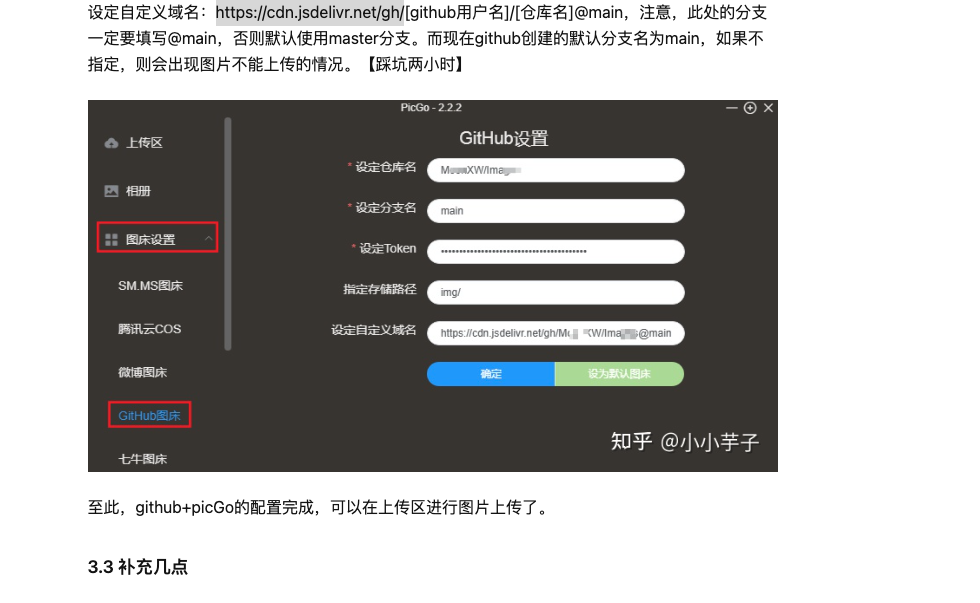 设定自定义域名：https://cdn.jsdelivr.net/gh/[github用户名]/[仓库名]@main，注意，此处的分支
一定要填写@main，否则默认使用master分支。而现在github创建的默认分支名为main，如果不
指定，则会出现图片不能上传的情况。【踩坑两小时】
PicGo - 2.2.2
上传区
相册
图床设置
SM.MS图床
腾讯云COS
微博图床
GitHub图床
七牛图床
GitHub设置
* 设定仓库名
XW/Ima
* 设定分支名
main
* 设定Token
指定存储路径
img/
设定自定义域名
https://cdn.jsdelivr.net/gh/M XW/Ima @main
确定
设为默认图床
知乎 @小小芋子
至此，github+picGo的配置完成，可以在上传区进行图片上传了。
3.3 补充几点